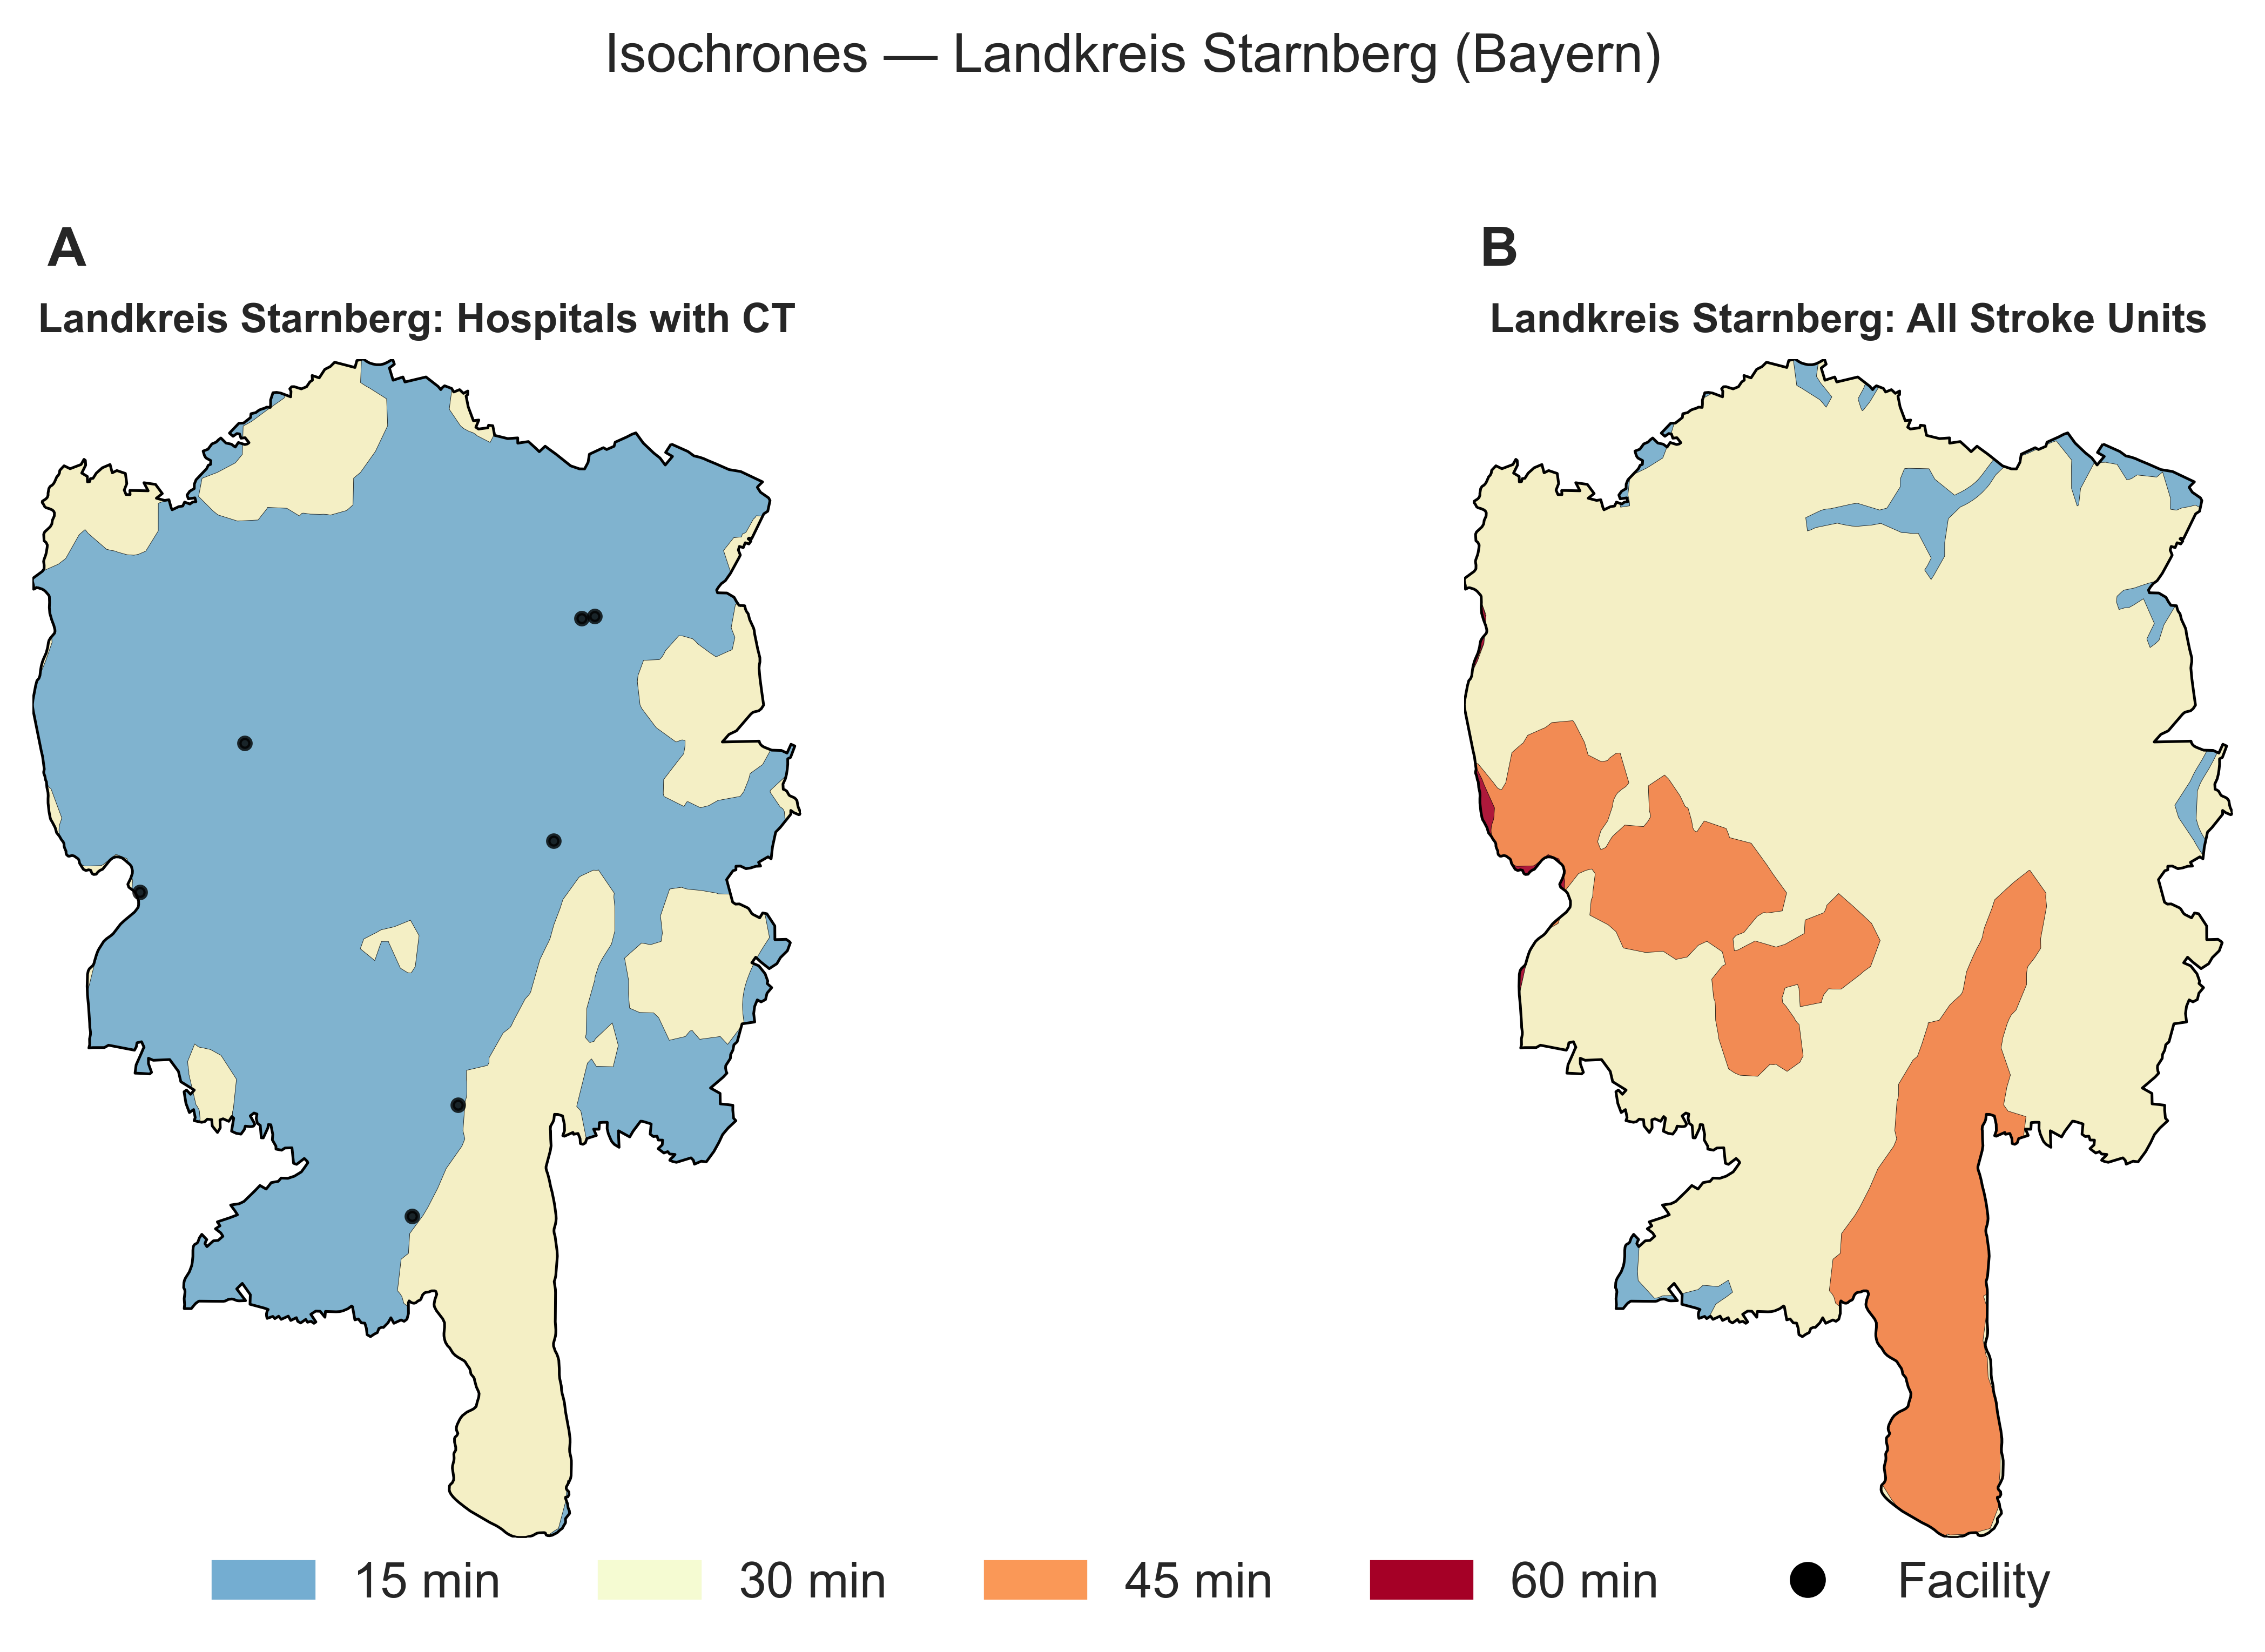 Isochrones — Landkreis Starnberg (Bayern)
A
Landkreis Starnberg: Hospitals with CT
B
Landkreis Starnberg: All Stroke Units
15 min
30 min
45 min
60 min
Facility